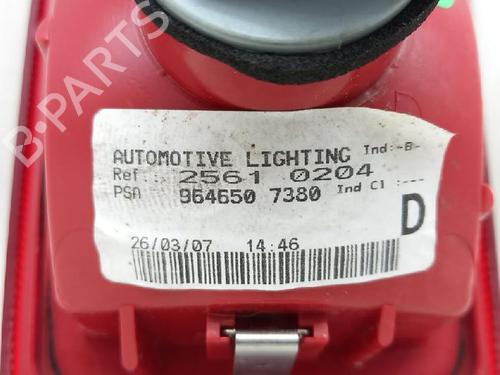 AUTOMOTIVE LIGHTING Ind:-B-
Ref.: 2561 0204
PSA 964650 7380 Ind Cl :---
D
26/03/07 14:46
B-PARTS